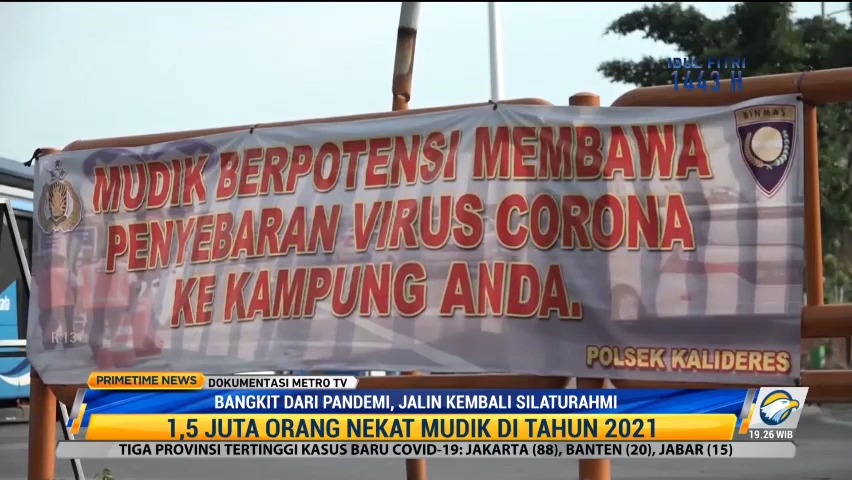 IDUL FITRI
1443 H
BINMAS
MUDIK BERPOTENSI MEMBAWA
PENYEBARAN VIRUS CORONA
KE KAMPUNG ANDA.
R 13
POLSEK KALIDERES
PRIMETIME NEWS
DOKUMENTASI METRO TV
BANGKIT DARI PANDEMI, JALIN KEMBALI SILATURAHMI
1,5 JUTA ORANG NEKAT MUDIK DI TAHUN 2021
19.26 WIB
TIGA PROVINSI TERTINGGI KASUS BARU COVID-19: JAKARTA (88), BANTEN (20), JABAR (15)